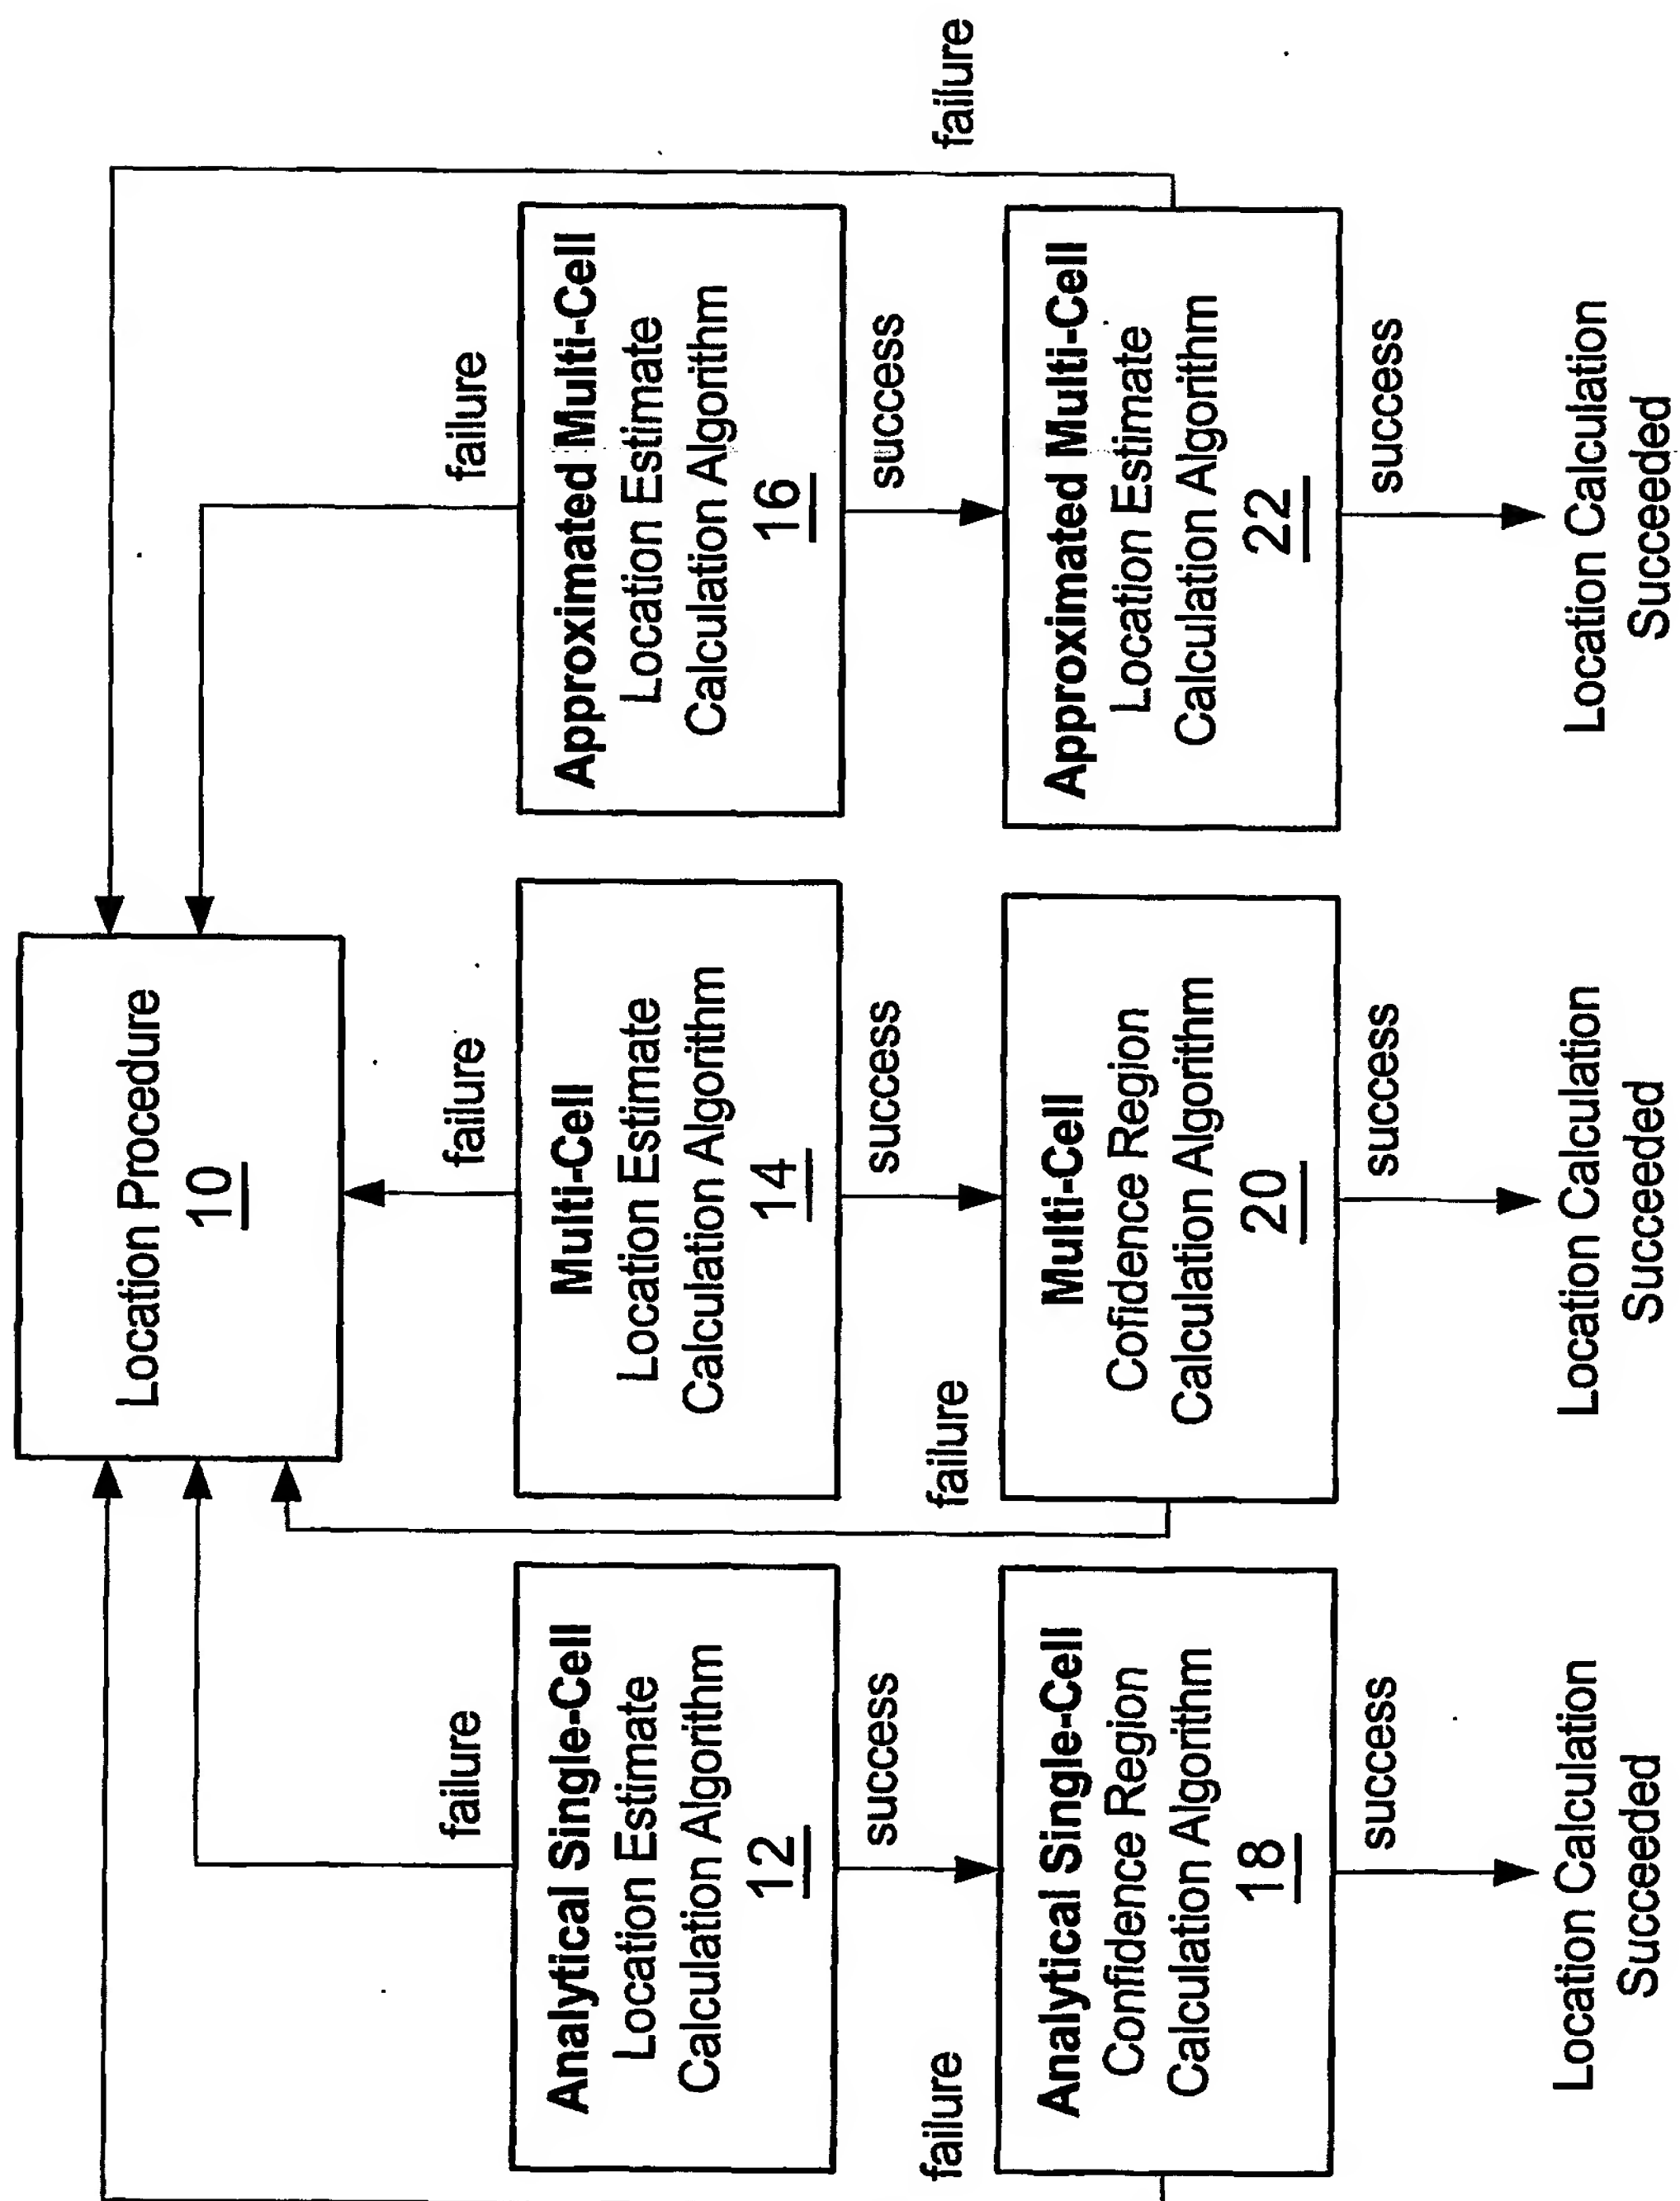 Location Procedure
10
failure
failure
failure
Analytical Single-Cell
Location Estimate
Calculation Algorithm
12
Multi-Cell
Location Estimate
Calculation Algorithm
14
Approximated Multi-Cell
Location Estimate
Calculation Algorithm
16
success
success
success
failure
failure
failure
Analytical Single-Cell
Confidence Region
Calculation Algorithm
18
Multi-Cell
Cofidence Region
Calculation Algorithm
20
Approximated Multi-Cell
Location Estimate
Calculation Algorithm
22
success
success
success
Location Calculation
Succeeded
Location Calculation
Succeeded
Location Calculation
Succeeded